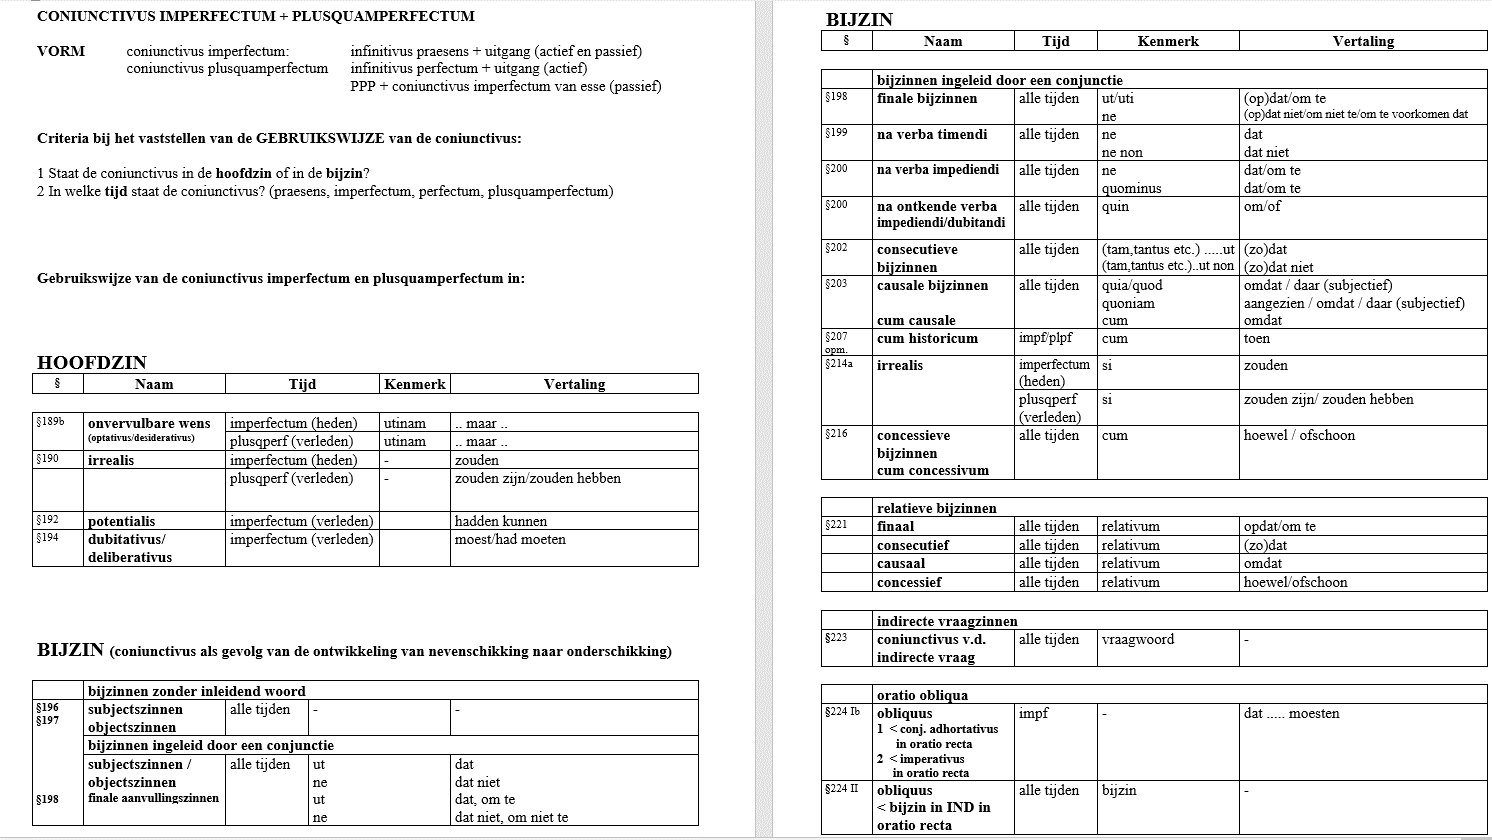 CONIUNCTIVUS IMPERFECTUM + PLUSQUAMPERFECTUM
VORM coniunctivus imperfectum: infinitivus praesens + uitgang (actief en passief)
coniunctivus plusquamperfectum infinitivus perfectum + uitgang (actief)
PPP + coniunctivus imperfectum van esse (passief)
Criteria bij het vaststellen van de GEBRUIKSWIJZE van de coniunctivus:
1 Staat de coniunctivus in de hoofdzin of in de bijzin?
2 In welke tijd staat de coniunctivus? (praesens, imperfectum, perfectum, plusquamperfectum)
Gebruikswijze van de coniunctivus imperfectum en plusquamperfectum in:
HOOFDZIN
§ Naam Tijd Kenmerk Vertaling
§189b onvervulbare wens imperfectum (heden) utinam .. maar ..
(optativus/desiderativus) plusqperf (verleden) utinam .. maar ..
§190 irrealis imperfectum (heden) - zouden
plusqperf (verleden) - zouden zijn/zouden hebben
§192 potentialis imperfectum (verleden) hadden kunnen
§194 dubitativus/ imperfectum (verleden) moest/had moeten
deliberativus
BIJZIN (coniunctivus als gevolg van de ontwikkeling van nevenschikking naar onderschikking)
bijzinnen zonder inleidend woord
§196 subjectszinnen alle tijden - -
§197 objectszinnen
bijzinnen ingeleid door een conjunctie
subjectszinnen / alle tijden ut dat
objectszinnen ne dat niet
§198 finale aanvullingszinnen ut dat, om te
ne dat niet, om niet te
BIJZIN
§ Naam Tijd Kenmerk Vertaling
bijzinnen ingeleid door een conjunctie
§198 finale bijzinnen alle tijden ut/uti (op)dat/om te
ne (op)dat niet/om niet te/om te voorkomen dat
§199 na verba timendi alle tijden ne dat
ne non dat niet
§200 na verba impediendi alle tijden ne dat/om te
quominus dat/om te
§200 na ontkende verba alle tijden quin om/of
impediendi/dubitandi
§202 consecutieve alle tijden (tam,tantus etc.) .....ut (zo)dat
bijzinnen (tam,tantus etc.)..ut non (zo)dat niet
§203 causale bijzinnen alle tijden quia/quod omdat / daar (subjectief)
quoniam aangezien / omdat / daar (subjectief)
cum causale cum omdat
§207 cum historicum impf/plpf cum toen
opm.
§214a irrealis imperfectum si zouden
(heden)
plusqperf si zouden zijn/ zouden hebben
(verleden)
§216 concessieve alle tijden cum hoewel / ofschoon
bijzinnen
cum concessivum
relatieve bijzinnen
§221 finaal alle tijden relativum opdat/om te
consecutief alle tijden relativum (zo)dat
causaal alle tijden relativum omdat
concessief alle tijden relativum hoewel/ofschoon
indirecte vraagzinnen
§223 coniunctivus v.d. alle tijden vraagwoord -
indirecte vraag
oratio obliqua
§224 Ib obliquus impf - dat ..... moesten
1 < conj. adhortativus
in oratio recta
2 < imperativus
in oratio recta
§224 II obliquus alle tijden bijzin -
< bijzin in IND in
oratio recta